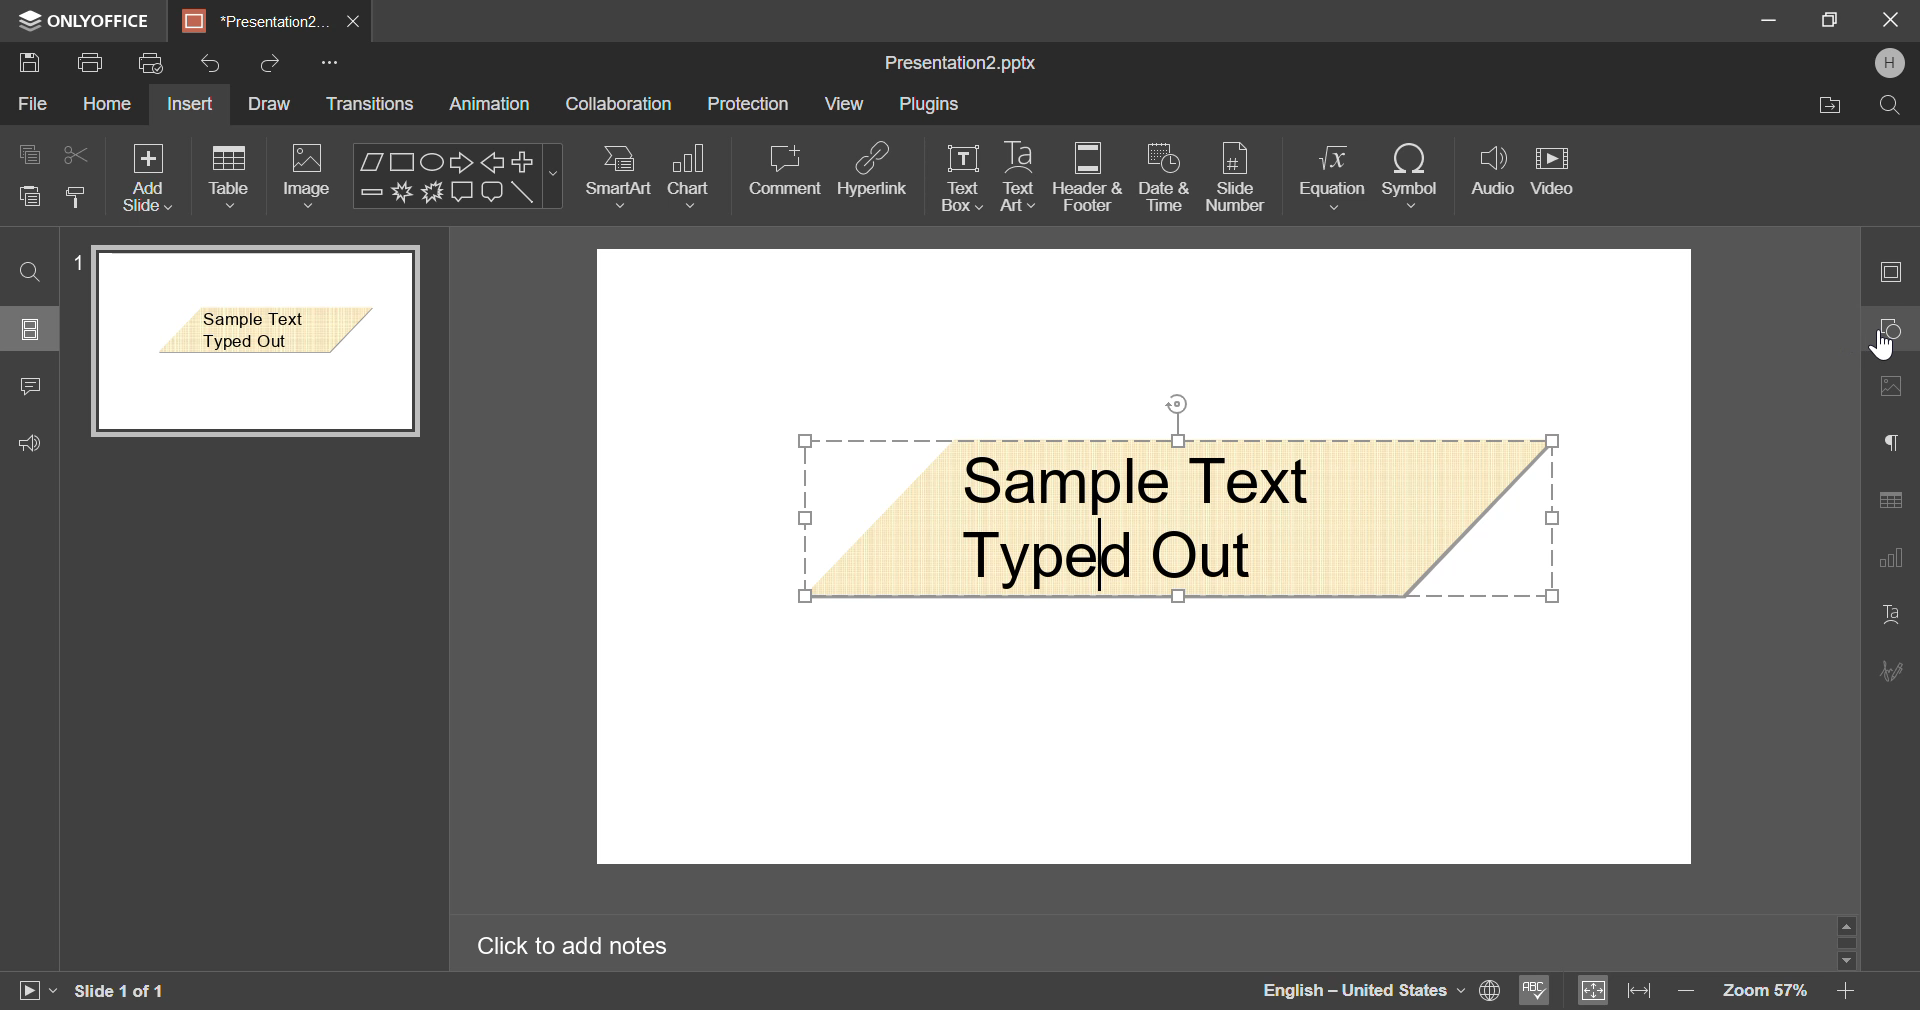 ONLYOFFICE
*Presentation2...
Presentation2.pptx
H
File Home Insert Draw Transitions Animation Collaboration Protection View Plugins
Add Slide
Table
Image
SmartArt
Chart
Comment
Hyperlink
Text Box
Text Art
Header & Footer
Date & Time
Slide Number
Equation
Symbol
Audio
Video
1
Sample Text
Typed Out
Sample Text
Typed Out
Click to add notes
Slide 1 of 1
English – United States
ABC
Zoom 57%